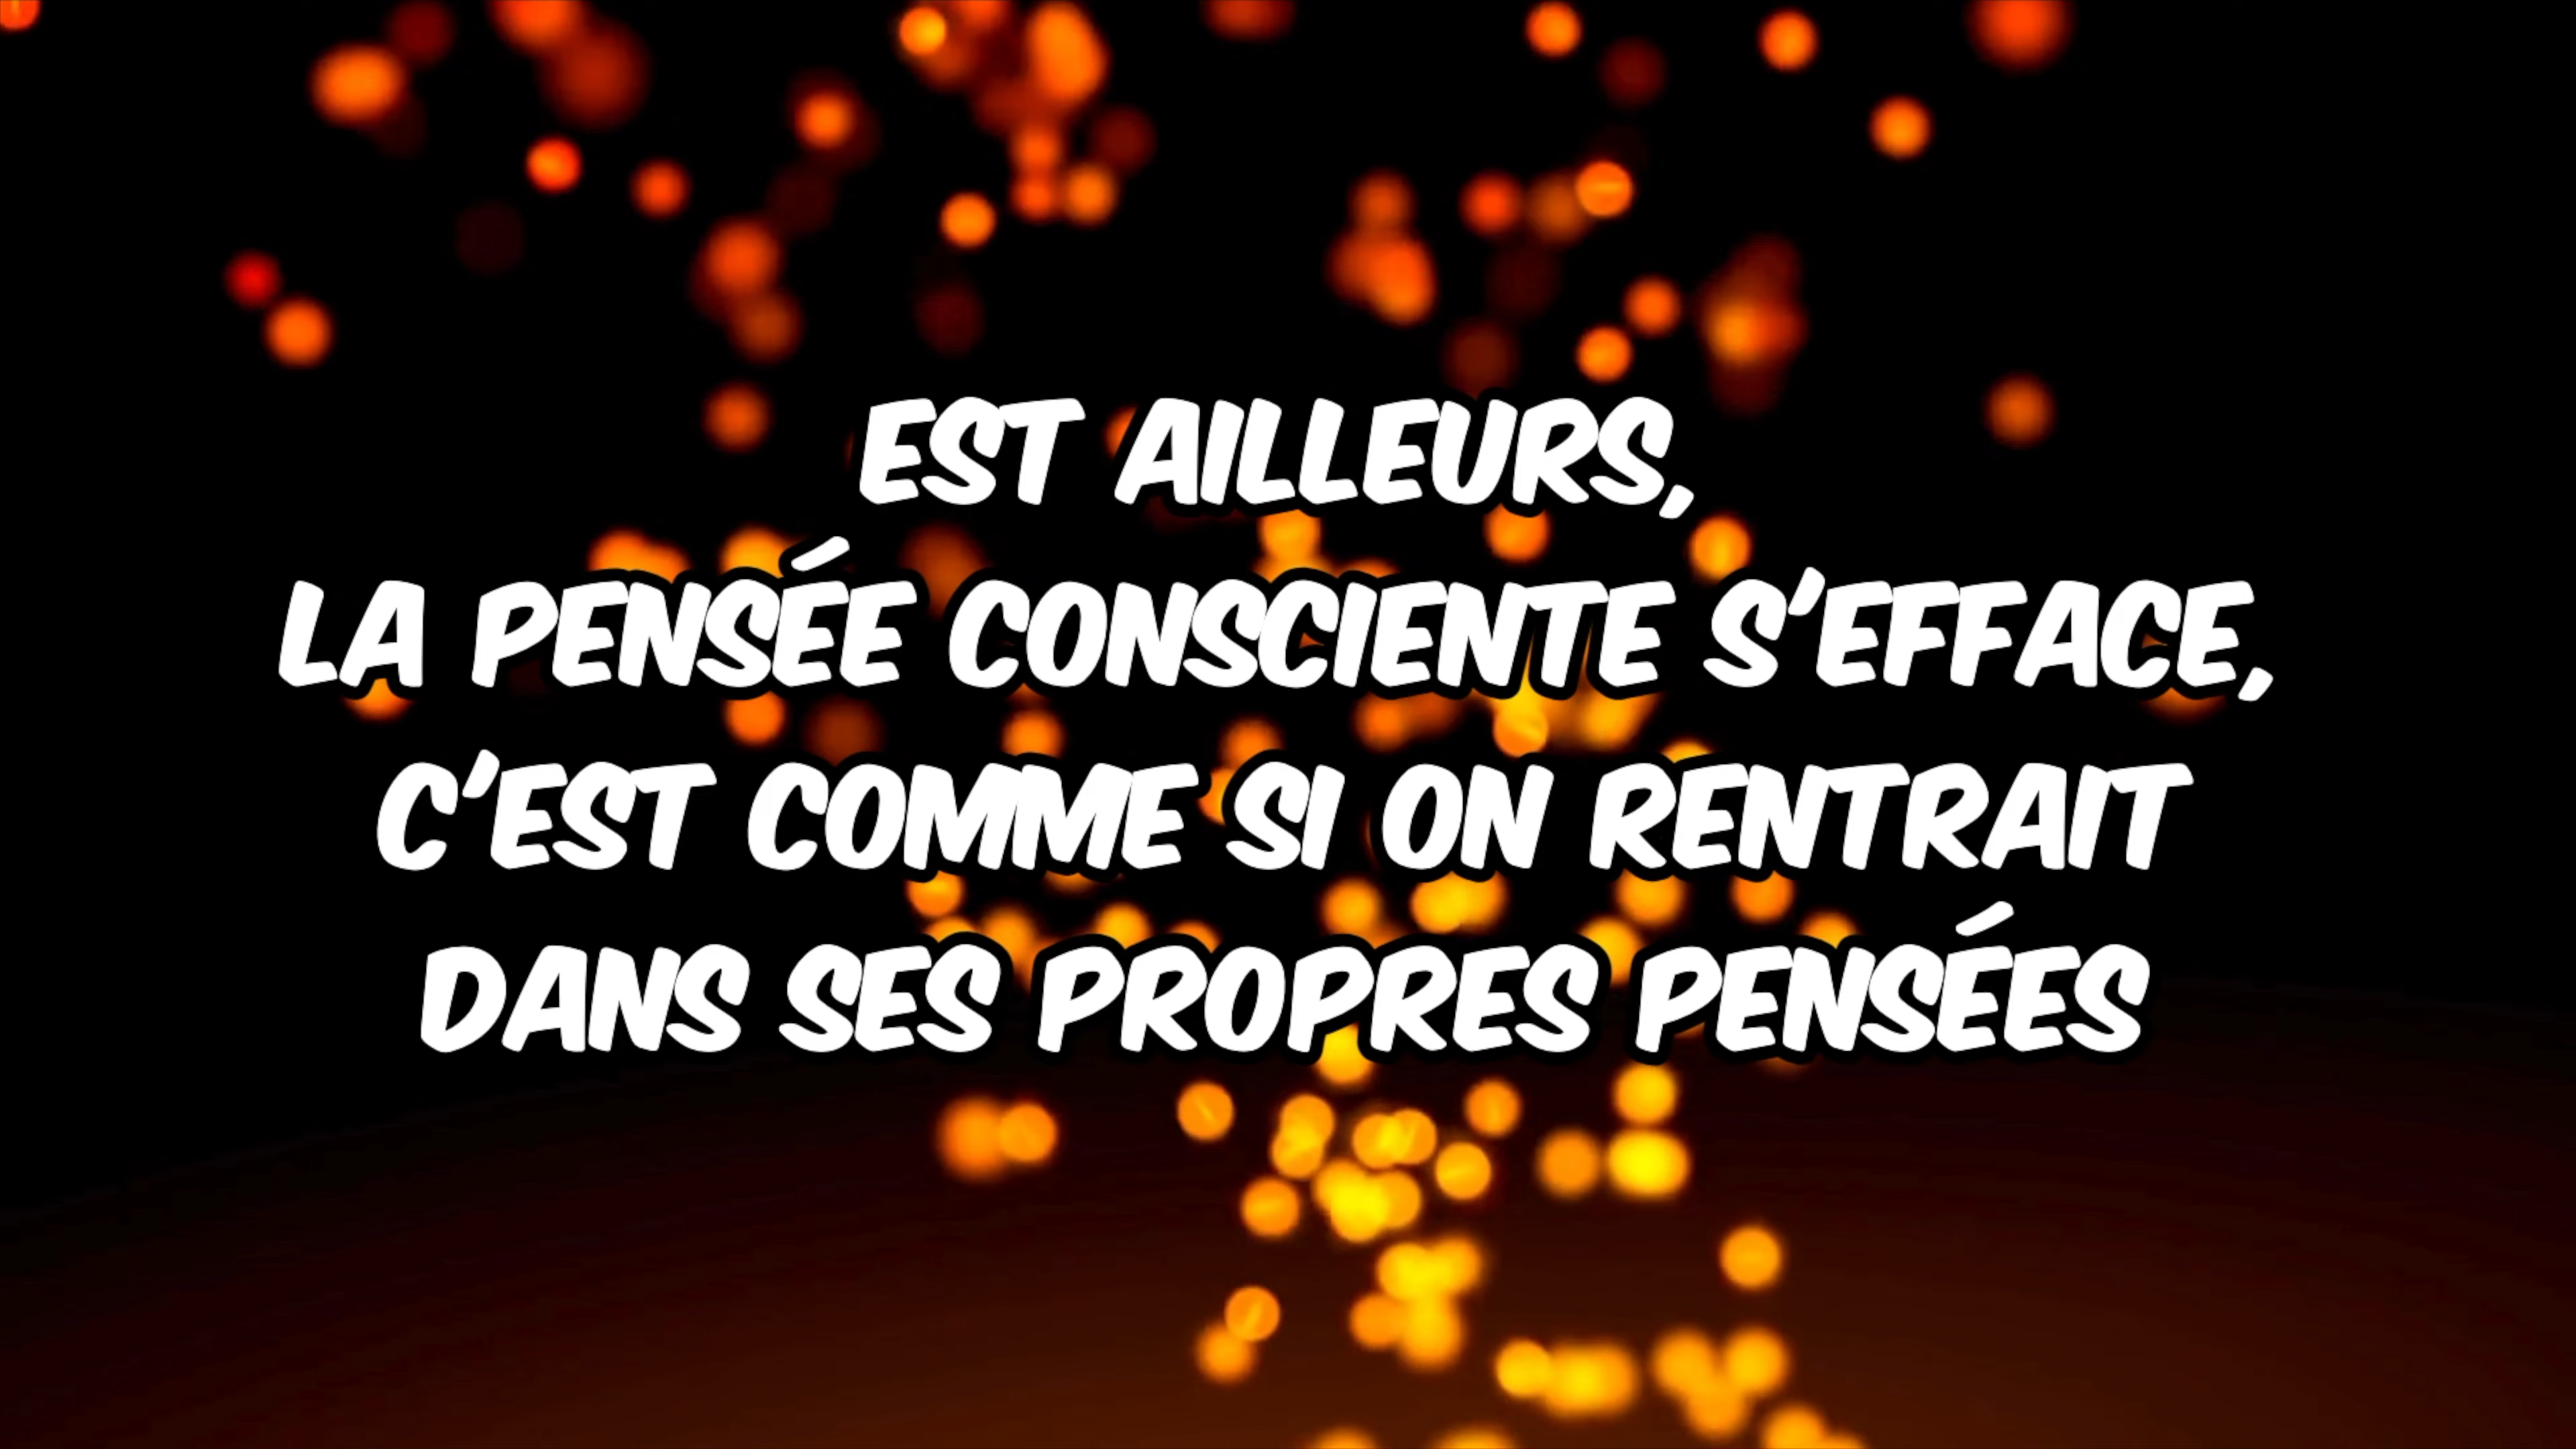 EST AILLEURS,
LA PENSÉE CONSCIENTE S'EFFACE,
C'EST COMME SI ON RENTRAIT
DANS SES PROPRES PENSÉES